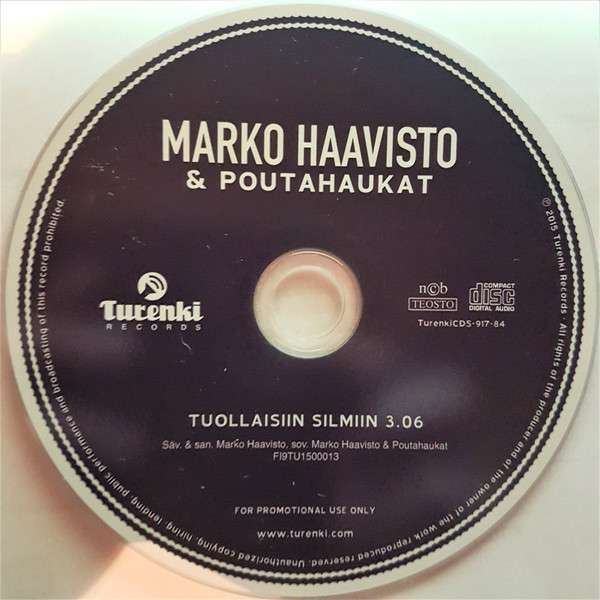 MARKO HAAVISTO
& POUTAHAUKAT
Turenki
RECORDS
n©b
TEOSTO
COMPACT
disc
DIGITAL AUDIO
TurenkiCDS-917-84
TUOLLAISIIN SILMIIN 3.06
Säv. & san. Marko Haavisto, sov. Marko Haavisto & Poutahaukat
FI9TU1500013
FOR PROMOTIONAL USE ONLY
www.turenki.com
℗ 2015 Turenki Records · All rights of the producer and of the owner of the work reproduced reserved. Unauthorized copying, hiring, lending, public performance and broadcasting of this record prohibited.